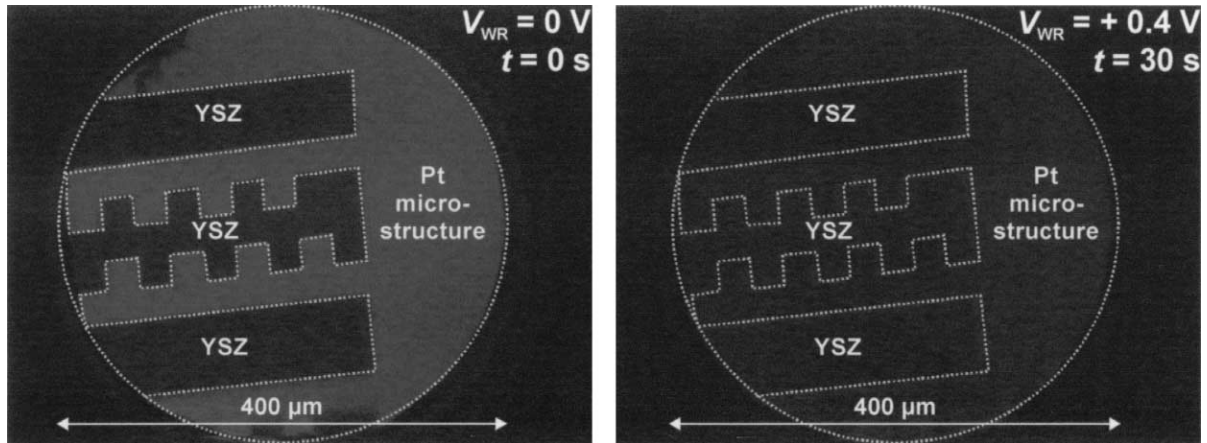 V_WR = 0 V
t = 0 s
YSZ
Pt
micro-
structure
YSZ
YSZ
400 µm
V_WR = + 0.4 V
t = 30 s
YSZ
Pt
micro-
structure
YSZ
YSZ
400 µm